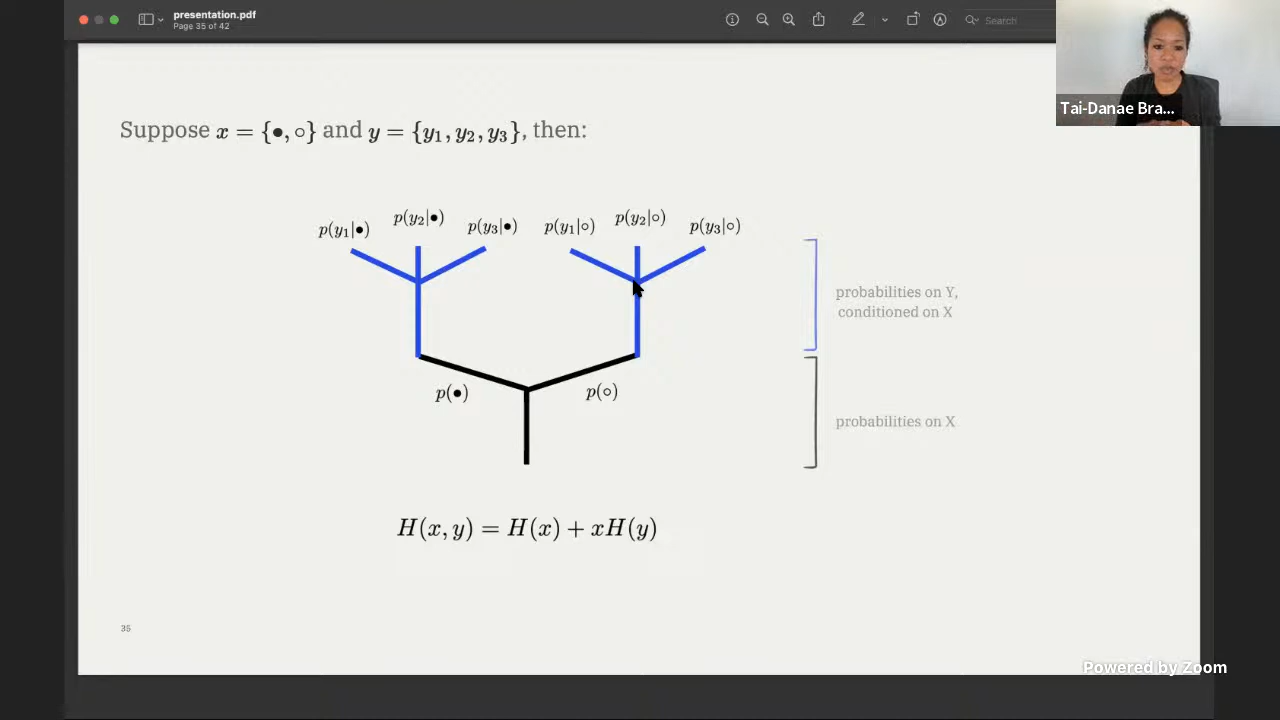 presentation.pdf
Page 35 of 42
Search
Tai-Danae Bra...
Suppose x = {●, ○} and y = {y₁, y₂, y₃}, then:
p(y₁|●) p(y₂|●) p(y₃|●) p(y₁|○) p(y₂|○) p(y₃|○)
probabilities on Y,
conditioned on X
p(●) p(○)
probabilities on X
H(x, y) = H(x) + xH(y)
35
Powered by Zoom